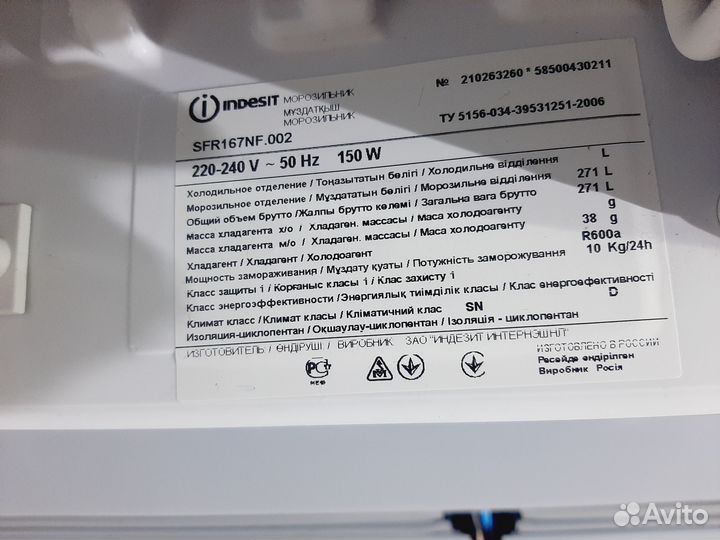 indesit МОРОЗИЛЬНИК
МҰЗДАТҚЫШ
МОРОЗИЛЬНИК
№ 210263260 * 58500430211
SFR167NF.002
ТУ 5156-034-39531251-2006
220-240 V ~ 50 Hz 150 W
Холодильное отделение / Тоңазытатын бөлігі / Холодильне відділення L
Морозильное отделение / Мұздататын бөлігі / Морозильне відділення 271 L
Общий объем брутто / Жалпы брутто көлемі / Загальна вага брутто 271 L
Масса хладагента х/о / Хладаген. массасы / Маса холодоагенту g
Масса хладагента м/о / Хладаген. массасы / Маса холодоагенту 38 g
Хладагент / Хладагент / Холодоагент R600a
Мощность замораживания / Мұздату қуаты / Потужність заморожування 10 Kg/24h
Класс защиты i / Корғаныс класы i / Клас захисту i
Класс энергоэффективности / Энергиялық тиімділік класы / Клас енергоефективності D
Климат класс / Климат класы / Кліматичний клас SN
Изоляция-циклопентан / Оқшаулау-циклопентан / Ізоляція - циклопентан
ИЗГОТОВИТЕЛЬ / ӨНДІРУШІ / ВИРОБНИК ЗАО "ИНДЕЗИТ ИНТЕРНЭШНЛ"
ИЗГОТОВЛЕНО В РОССИИ
Ресейде өндірілген
Виробник Росія
Avito